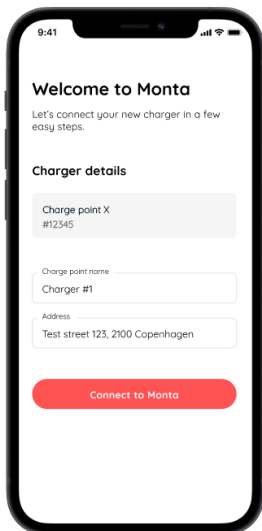 9:41
Welcome to Monta
Let's connect your new charger in a few
easy steps.
Charger details
Charge point X
#12345
Charge point name
Charger #1
Address
Test street 123, 2100 Copenhagen
Connect to Monta